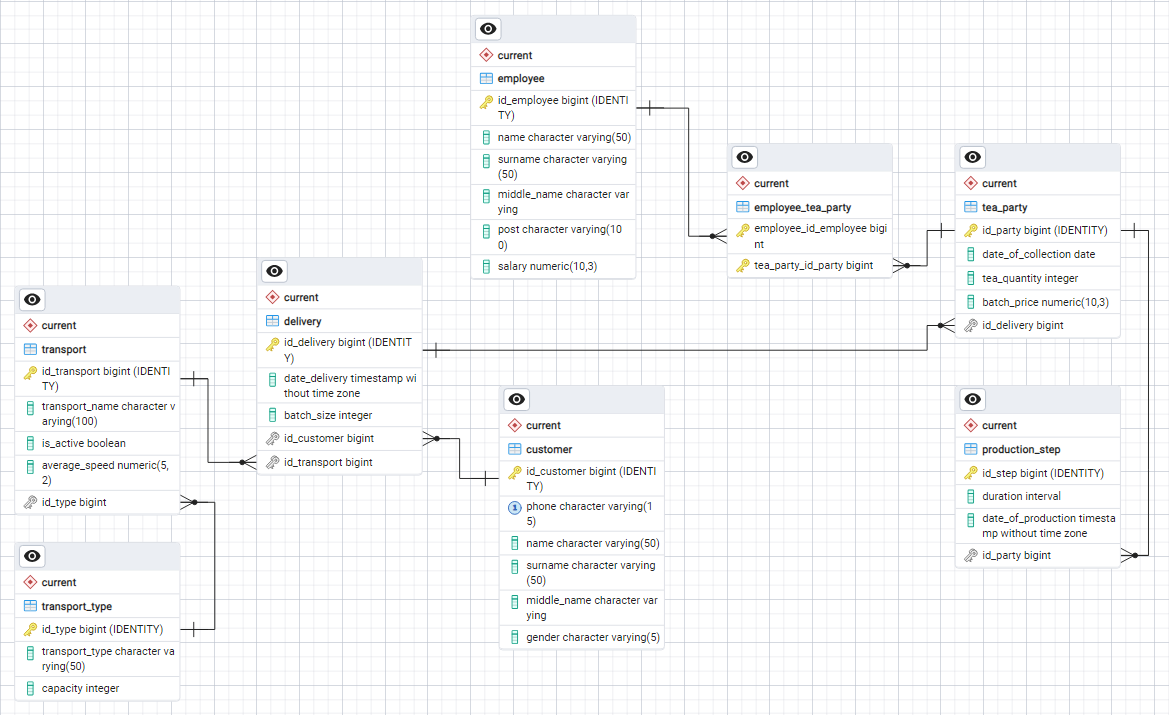 current
employee
id_employee bigint (IDENTI
TY)
name character varying(50)
surname character varying
(50)
middle_name character var
ying
post character varying(10
0)
salary numeric(10,3)
current
employee_tea_party
employee_id_employee bigi
nt
tea_party_id_party bigint
current
tea_party
id_party bigint (IDENTITY)
date_of_collection date
tea_quantity integer
batch_price numeric(10,3)
id_delivery bigint
current
delivery
id_delivery bigint (IDENTIT
Y)
date_delivery timestamp wi
thout time zone
batch_size integer
id_customer bigint
id_transport bigint
current
transport
id_transport bigint (IDENTI
TY)
transport_name character v
arying(100)
is_active boolean
average_speed numeric(5,
2)
id_type bigint
current
customer
id_customer bigint (IDENTI
TY)
1
phone character varying(1
5)
name character varying(50)
surname character varying
(50)
middle_name character var
ying
gender character varying(5)
current
production_step
id_step bigint (IDENTITY)
duration interval
date_of_production timesta
mp without time zone
id_party bigint
current
transport_type
id_type bigint (IDENTITY)
transport_type character va
rying(50)
capacity integer